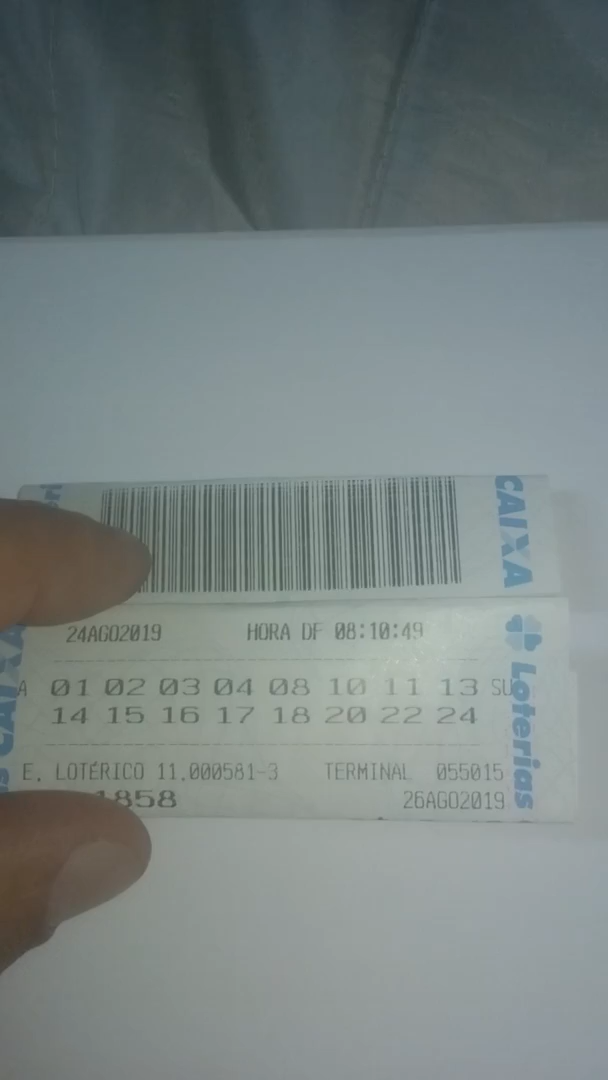 CAIXA
24AGO2019 HORA DF 08:10:49
A 01 02 03 04 08 10 11 13 SU
14 15 16 17 18 20 22 24
E. LOTÉRICO 11.000581-3 TERMINAL 055015
1858 26AGO2019
Loterias